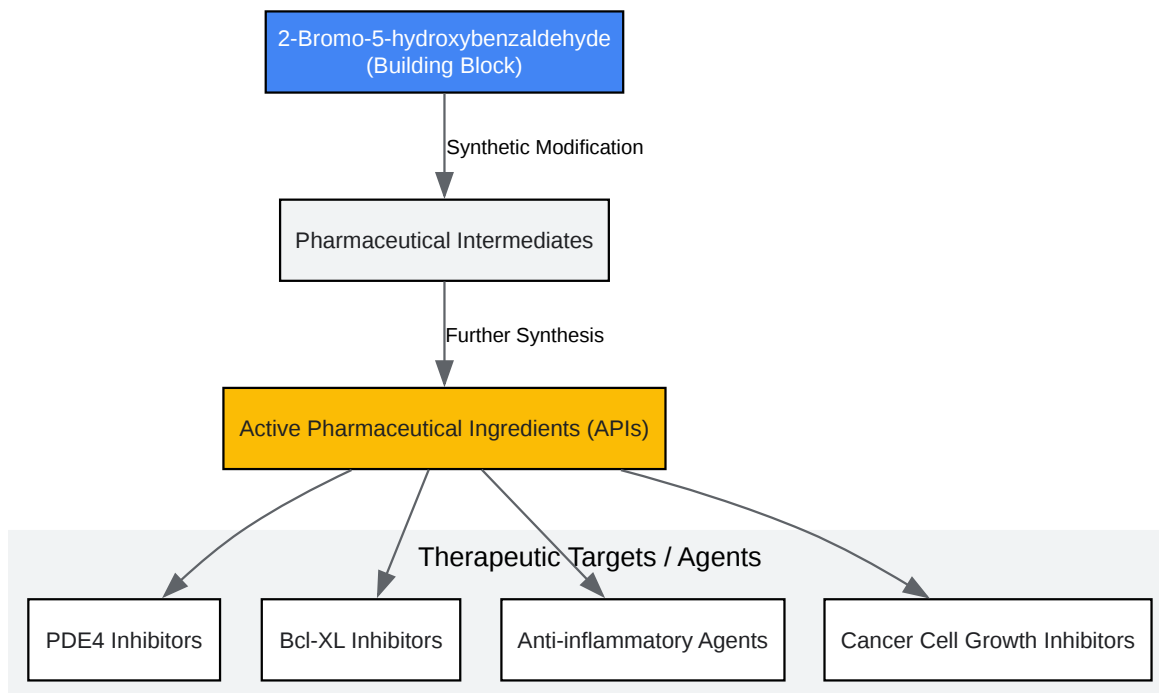 2-Bromo-5-hydroxybenzaldehyde
(Building Block)
Synthetic Modification
Pharmaceutical Intermediates
Further Synthesis
Active Pharmaceutical Ingredients (APIs)
Therapeutic Targets / Agents
PDE4 Inhibitors
Bcl-XL Inhibitors
Anti-inflammatory Agents
Cancer Cell Growth Inhibitors